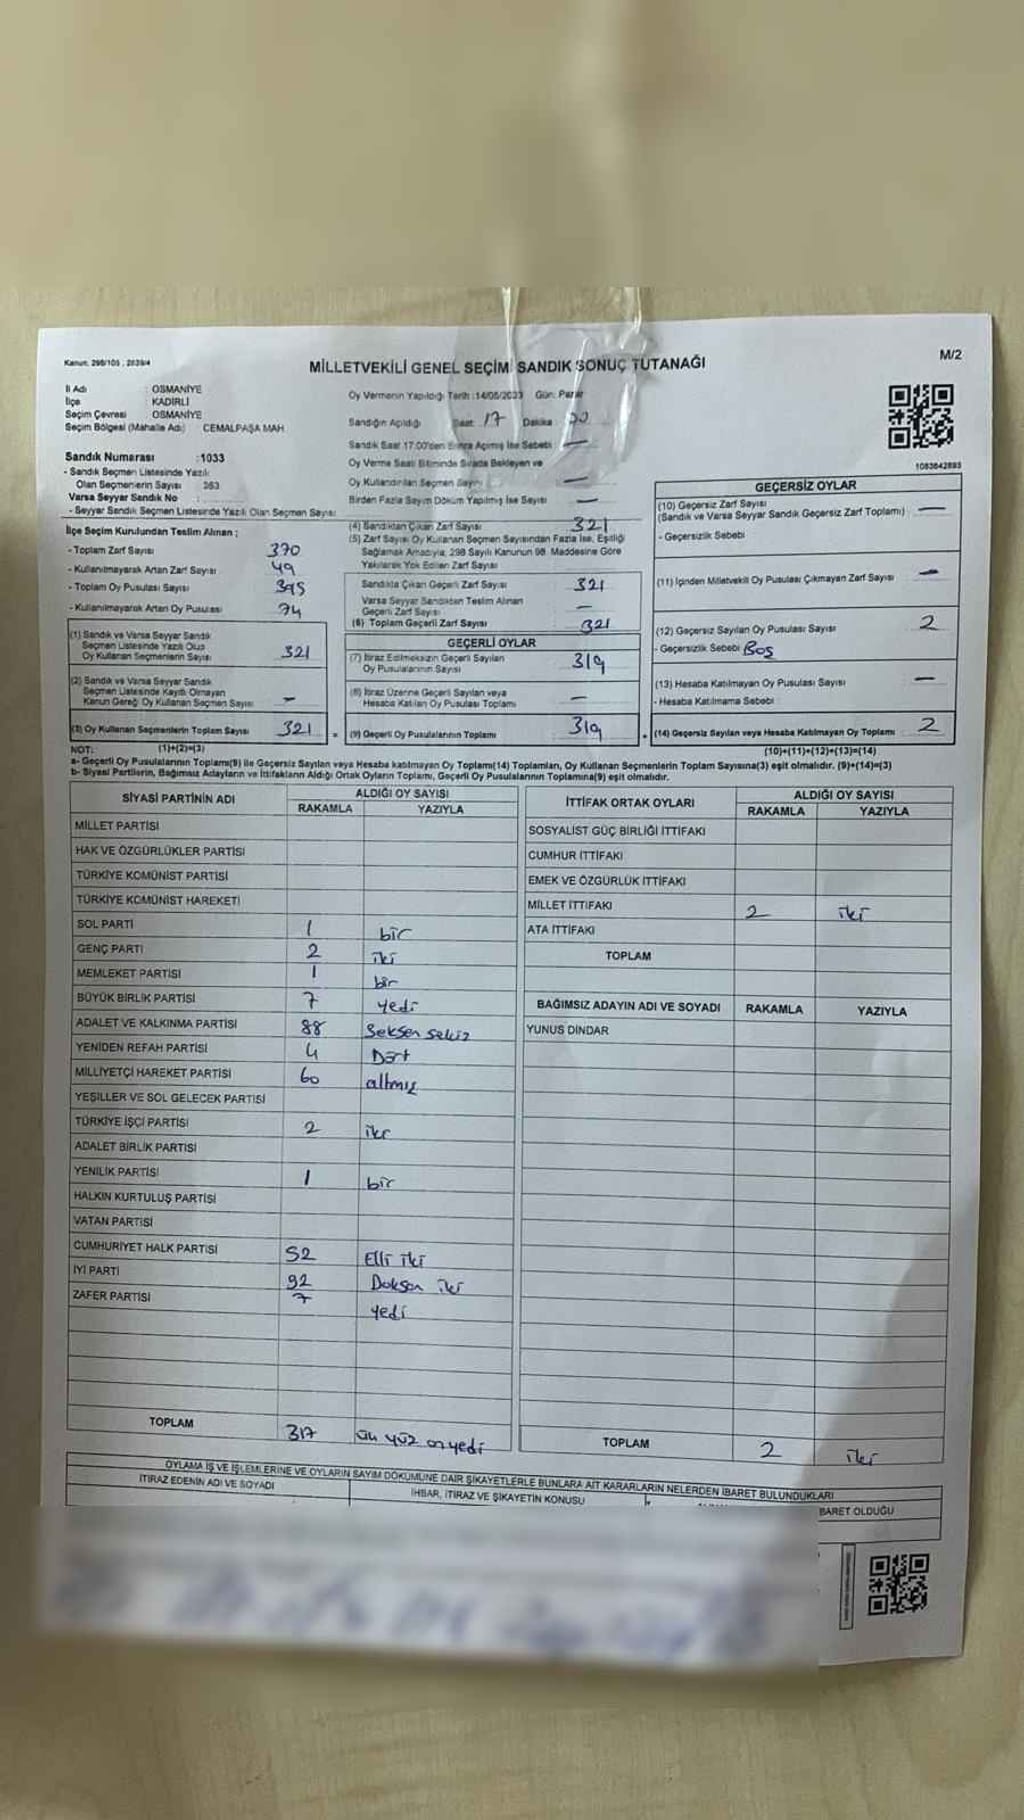 Kanun: 298/105 , 2839/4
MİLLETVEKİLİ GENEL SEÇİMİ SANDIK SONUÇ TUTANAĞI
M/2
İl Adı : OSMANİYE
İlçe : KADİRLİ
Seçim Çevresi : OSMANİYE
Seçim Bölgesi (Mahalle Adı) CEMALPAŞA MAH.
Sandık Numarası :1033
- Sandık Seçmen Listesinde Yazılı
Olan Seçmenlerin Sayısı 363
Varsa Seyyar Sandık No :
- Seyyar Sandık Seçmen Listesinde Yazılı Olan Seçmen Sayısı
İlçe Seçim Kurulundan Teslim Alınan ;
- Toplam Zarf Sayısı 370
- Kullanılmayarak Artan Zarf Sayısı 49
- Toplam Oy Pusulası Sayısı 395
- Kullanılmayarak Artan Oy Pusulası 74
(1) Sandık ve Varsa Seyyar Sandık
Seçmen Listesinde Yazılı Olup
Oy Kullanan Seçmenlerin Sayısı 321
(2) Sandık ve Varsa Seyyar Sandık
Seçmen Listesinde Kayıtlı Olmayan
Kanun Gereği Oy Kullanan Seçmen Sayısı -
(3) Oy Kullanan Seçmenlerin Toplam Sayısı 321
Oy Vermenin Yapıldığı Tarih :14/05/2023 Gün: Pazar
Sandığın Açıldığı Saat 17 Dakika 00
Sandık Saat 17:00'den Sonra Açılmış İse Sebebi —
Oy Verme Saati Bitiminde Sırada Bekleyen ve
Oy Kullandırılan Seçmen Sayısı —
Birden Fazla Sayım Döküm Yapılmış İse Sayısı —
(4) Sandıktan Çıkan Zarf Sayısı 321
(5) Zarf Sayısı Oy Kullanan Seçmen Sayısından Fazla İse, Eşitliği
Sağlamak Amacıyla, 298 Sayılı Kanunun 98. Maddesine Göre
Yakılarak Yok Edilen Zarf Sayısı
Sandıkta Çıkan Geçerli Zarf Sayısı 321
Varsa Seyyar Sandıktan Teslim Alınan
Geçerli Zarf Sayısı —
(6) Toplam Geçerli Zarf Sayısı 321
GEÇERLİ OYLAR
(7) İtiraz Edilmeksizin Geçerli Sayılan
Oy Pusulalarının Sayısı 319
(8) İtiraz Üzerine Geçerli Sayılan veya
Hesaba Katılan Oy Pusulası Toplamı —
= (9) Geçerli Oy Pusulalarının Toplamı 319
1083642893
GEÇERSİZ OYLAR
(10) Geçersiz Zarf Sayısı
(Sandık ve Varsa Seyyar Sandık Geçersiz Zarf Toplamı) —
- Geçersizlik Sebebi
(11) İçinden Milletvekili Oy Pusulası Çıkmayan Zarf Sayısı —
(12) Geçersiz Sayılan Oy Pusulası Sayısı 2
- Geçersizlik Sebebi Boş
(13) Hesaba Katılmayan Oy Pusulası Sayısı —
- Hesaba Katılmama Sebebi
+ (14) Geçersiz Sayılan veya Hesaba Katılmayan Oy Toplamı 2
NOT: (1)+(2)=(3) (10)+(11)+(12)+(13)=(14)
a- Geçerli Oy Pusulalarının Toplamı(9) ile Geçersiz Sayılan veya Hesaba katılmayan Oy Toplamı(14) Toplamları, Oy Kullanan Seçmenlerin Toplam Sayısına(3) eşit olmalıdır. (9)+(14)=(3)
b- Siyasi Partilerin, Bağımsız Adayların ve İttifakların Aldığı Ortak Oyların Toplamı, Geçerli Oy Pusulalarının Toplamına(9) eşit olmalıdır.
SİYASİ PARTİNİN ADI ALDIĞI OY SAYISI
RAKAMLA YAZIYLA
MİLLET PARTİSİ
HAK VE ÖZGÜRLÜKLER PARTİSİ
TÜRKİYE KOMÜNİST PARTİSİ
TÜRKİYE KOMÜNİST HAREKETİ
SOL PARTİ 1 bir
GENÇ PARTİ 2 iki
MEMLEKET PARTİSİ 1 bir
BÜYÜK BİRLİK PARTİSİ 7 yedi
ADALET VE KALKINMA PARTİSİ 88 Seksen sekiz
YENİDEN REFAH PARTİSİ 4 Dört
MİLLİYETÇİ HAREKET PARTİSİ 60 altmış
YEŞİLLER VE SOL GELECEK PARTİSİ
TÜRKİYE İŞÇİ PARTİSİ 2 iki
ADALET BİRLİK PARTİSİ
YENİLİK PARTİSİ 1 bir
HALKIN KURTULUŞ PARTİSİ
VATAN PARTİSİ
CUMHURİYET HALK PARTİSİ 52 Elli iki
İYİ PARTİ 92 Doksan iki
ZAFER PARTİSİ 7 yedi
TOPLAM 317 üç yüz onyedi
İTTİFAK ORTAK OYLARI ALDIĞI OY SAYISI
RAKAMLA YAZIYLA
SOSYALİST GÜÇ BİRLİĞİ İTTİFAKI
CUMHUR İTTİFAKI
EMEK VE ÖZGÜRLÜK İTTİFAKI
MİLLET İTTİFAKI 2 iki
ATA İTTİFAKI
TOPLAM
BAĞIMSIZ ADAYIN ADI VE SOYADI RAKAMLA YAZIYLA
YUNUS DİNDAR
TOPLAM 2 iki
OYLAMA İŞ VE İŞLEMLERİNE VE OYLARIN SAYIM DÖKÜMÜNE DAİR ŞİKAYETLERLE BUNLARA AİT KARARLARIN NELERDEN İBARET BULUNDUKLARI
İTİRAZ EDENİN ADI VE SOYADI İHBAR, İTİRAZ VE ŞİKAYETİN KONUSU
BARET OLDUĞU